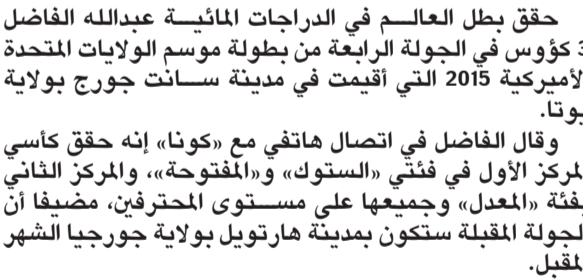 حقق بطل العالم في الدراجات المائية عبدالله الفاضل
3 كؤوس في الجولة الرابعة من بطولة موسم الولايات المتحدة
لأميركية 2015 التي أقيمت في مدينة سانت جورج بولاية
يوتا.
وقال الفاضل في اتصال هاتفي مع «كونا» إنه حقق كأسي
لمركز الأول في فئتي «الستوك» و«المفتوحة»، والمركز الثاني
بفئة «المعدل» وجميعها على مستوى المحترفين، مضيفا أن
لجولة المقبلة ستكون بمدينة هارتويل بولاية جورجيا الشهر
لمقبل.